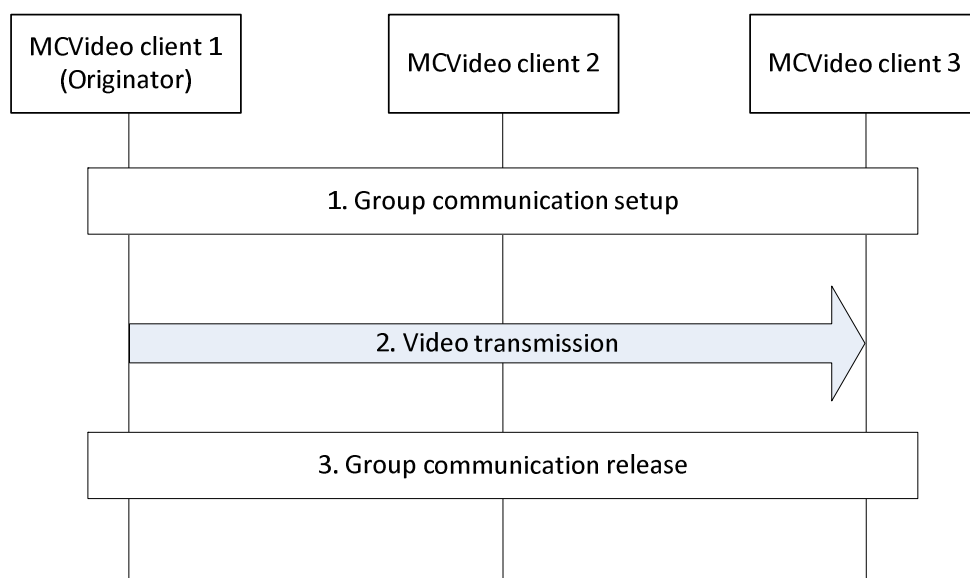 MCVideo client 1
(Originator)
MCVideo client 2
MCVideo client 3
1. Group communication setup
2. Video transmission
3. Group communication release